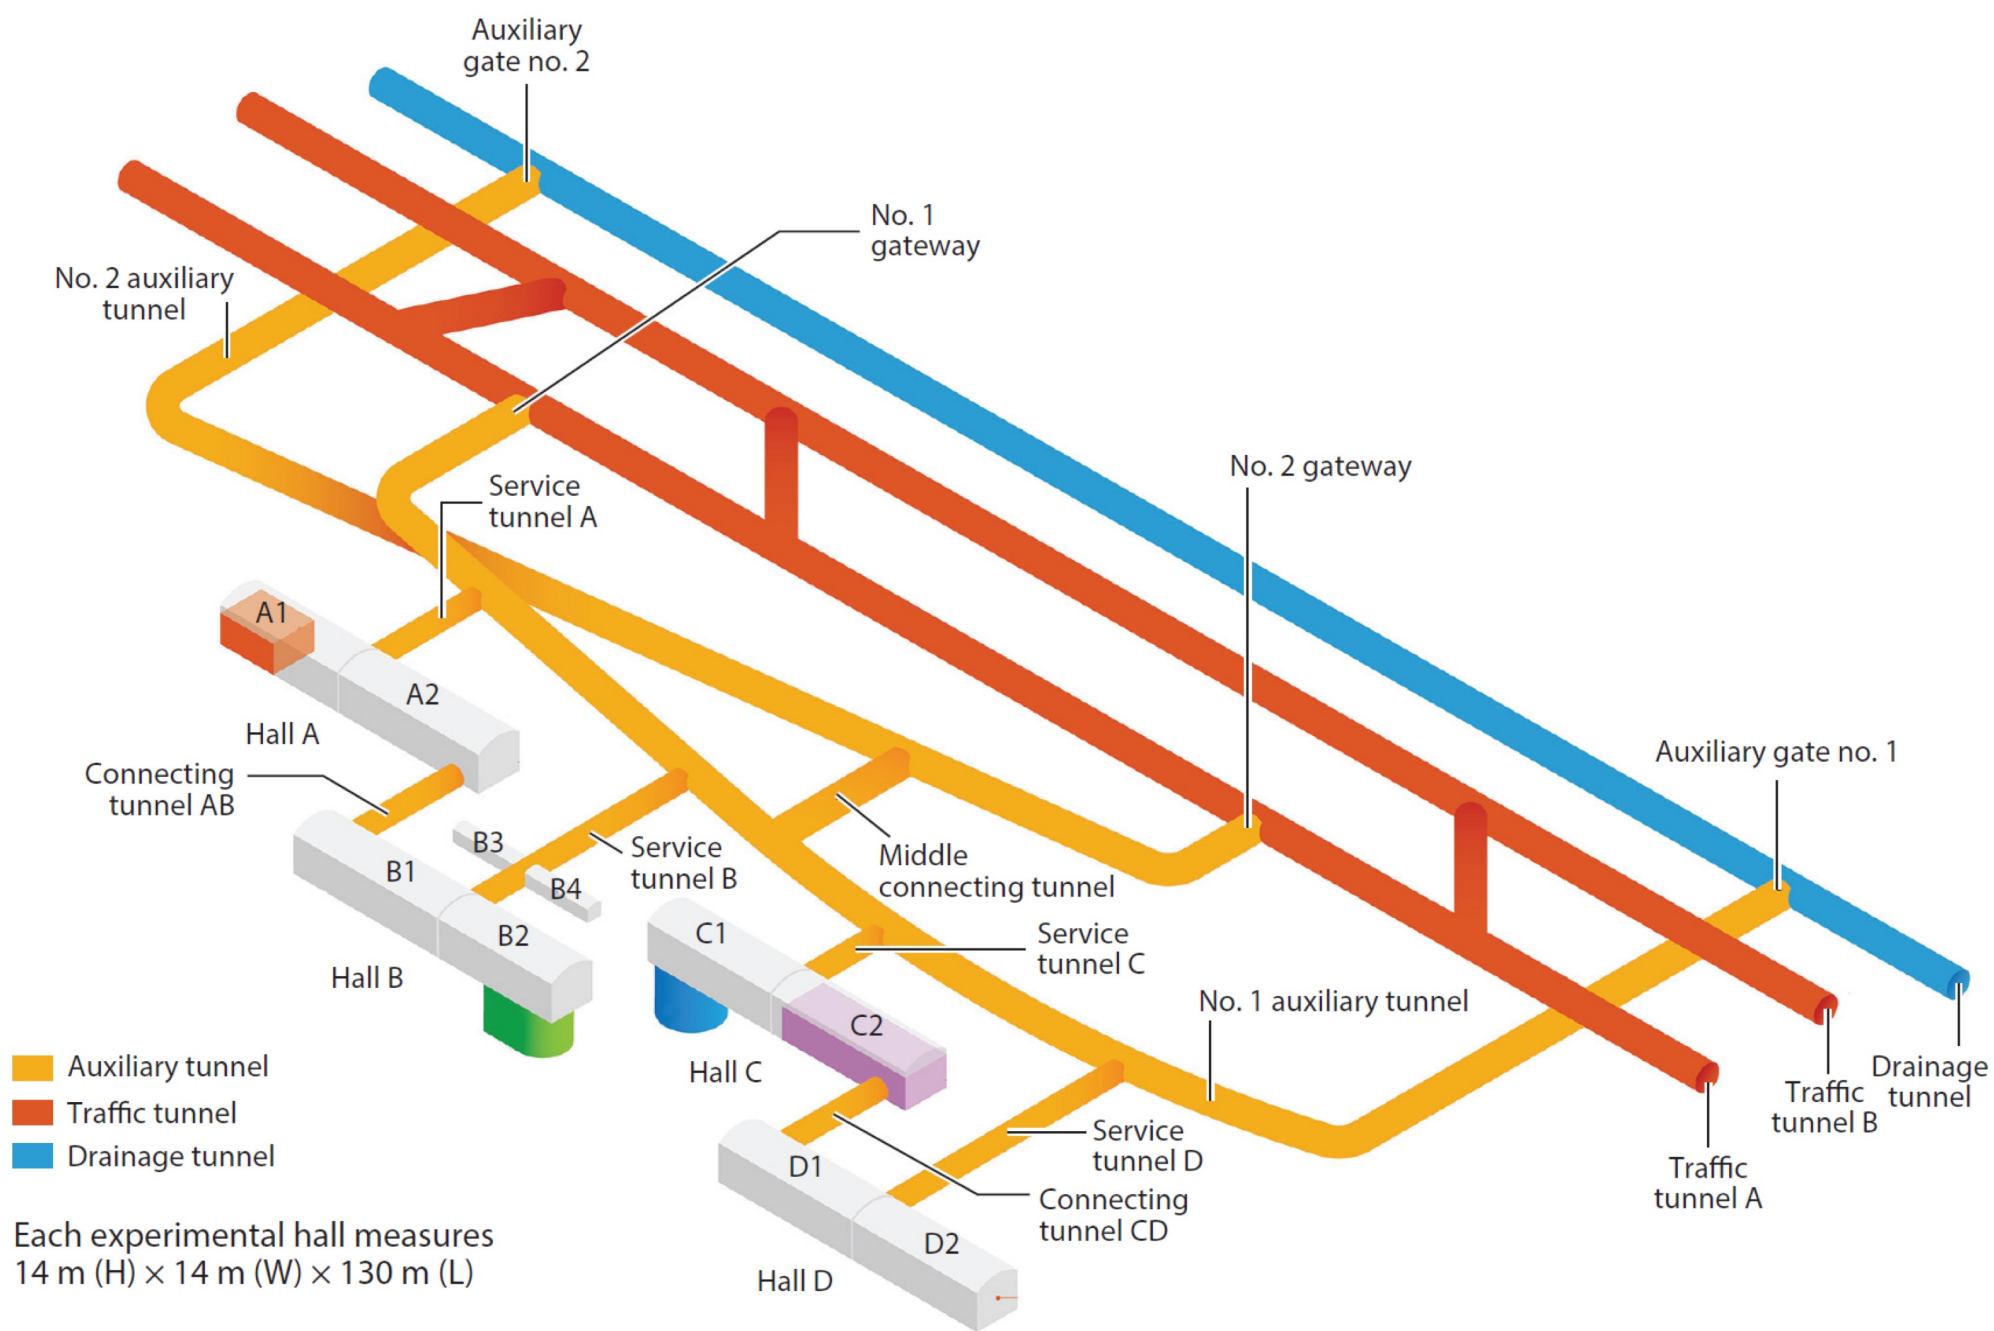 Auxiliary
gate no. 2
No. 1
gateway
No. 2 auxiliary
tunnel
No. 2 gateway
Service
tunnel A
A1
A2
Hall A
Auxiliary gate no. 1
Connecting
tunnel AB
B3
B1
B4
Service
tunnel B
Middle
connecting tunnel
B2
Hall B
C1
Service
tunnel C
No. 1 auxiliary tunnel
C2
Hall C
Auxiliary tunnel
Traffic tunnel
Drainage tunnel
Drainage
tunnel
Traffic
tunnel B
Traffic
tunnel A
Service
tunnel D
D1
Connecting
tunnel CD
D2
Hall D
Each experimental hall measures
14 m (H) × 14 m (W) × 130 m (L)